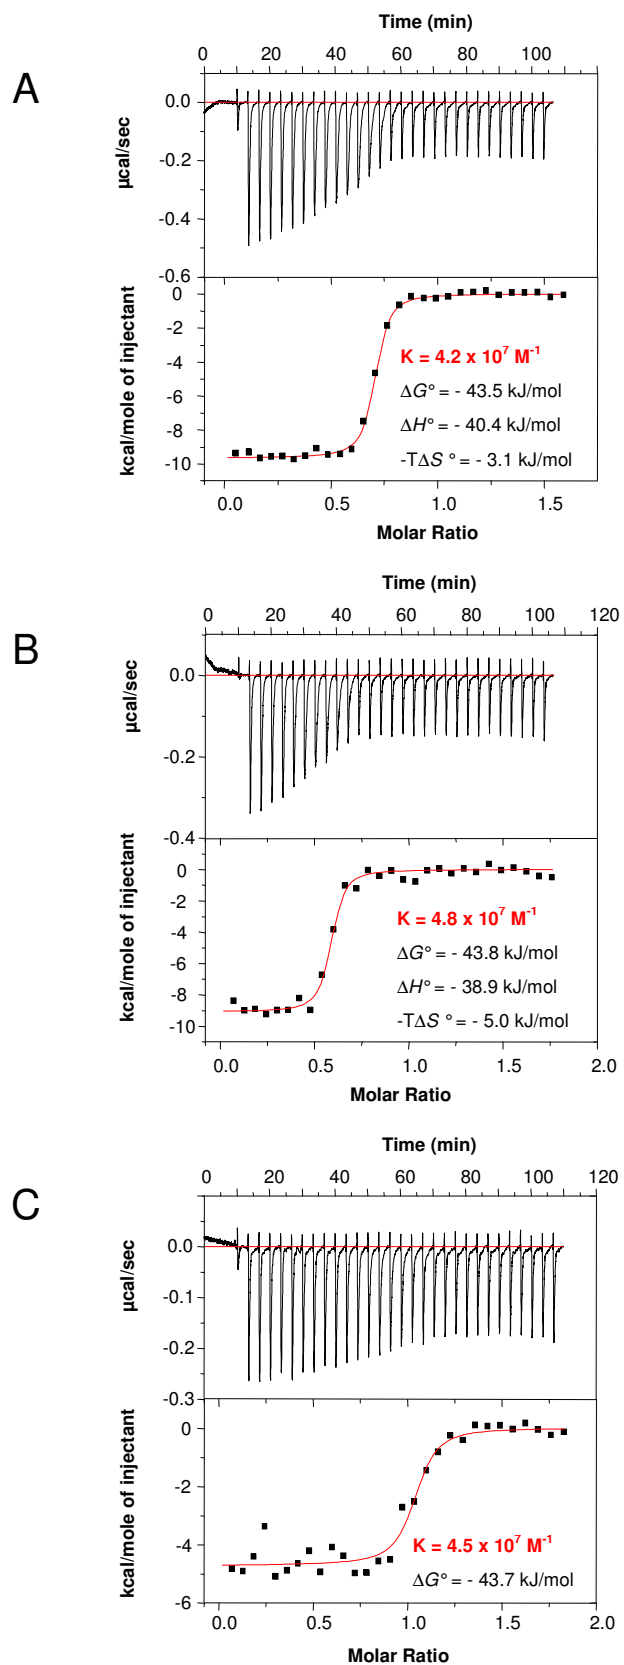 Time (min)
0 20 40 60 80 100
A
0.0
-0.2
-0.4
-0.6
µcal/sec
0
-2
-4
-6
-8
-10
kcal/mole of injectant
K = 4.2 x 10⁷ M⁻¹
ΔG° = - 43.5 kJ/mol
ΔH° = - 40.4 kJ/mol
-TΔS ° = - 3.1 kJ/mol
0.0 0.5 1.0 1.5
Molar Ratio
Time (min)
0 20 40 60 80 100 120
B
0.0
-0.2
-0.4
µcal/sec
0
-2
-4
-6
-8
-10
kcal/mole of injectant
K = 4.8 x 10⁷ M⁻¹
ΔG° = - 43.8 kJ/mol
ΔH° = - 38.9 kJ/mol
-TΔS ° = - 5.0 kJ/mol
0.0 0.5 1.0 1.5 2.0
Molar Ratio
Time (min)
0 20 40 60 80 100 120
C
0.0
-0.1
-0.2
-0.3
µcal/sec
0
-2
-4
-6
kcal/mole of injectant
K = 4.5 x 10⁷ M⁻¹
ΔG° = - 43.7 kJ/mol
0.0 0.5 1.0 1.5 2.0
Molar Ratio